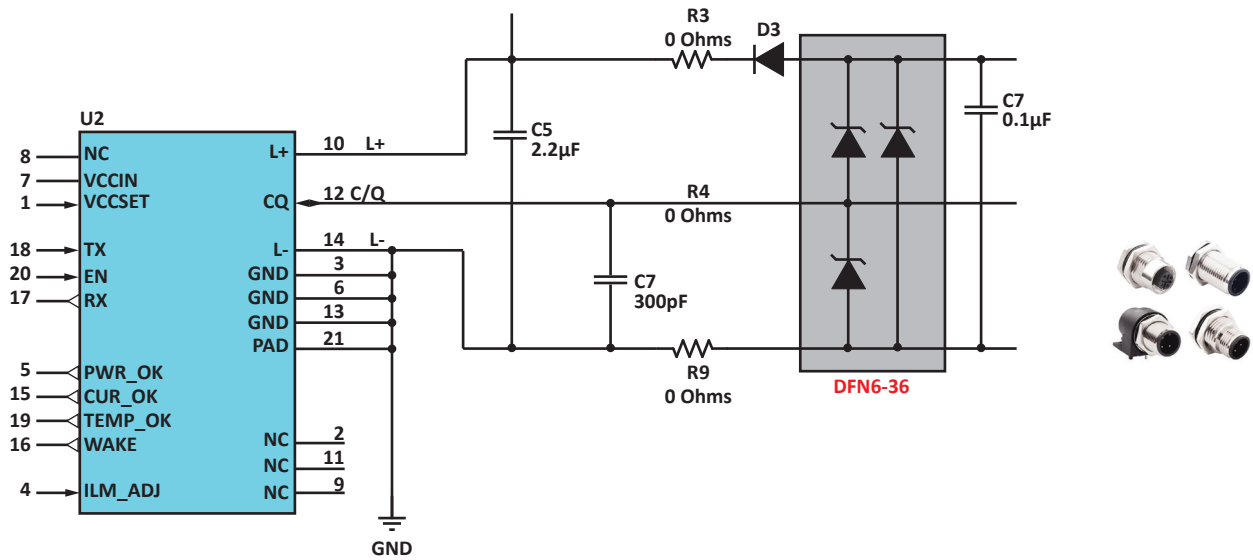 R3
0 Ohms
D3
C7
0.1µF
U2
C5
2.2µF
8 NC
7 VCCIN
1 VCCSET
18 TX
20 EN
17 RX
5 PWR_OK
15 CUR_OK
19 TEMP_OK
16 WAKE
4 ILM_ADJ
L+ 10 L+
CQ 12 C/Q
L- 14 L-
GND 3
GND 6
GND 13
PAD 21
NC 2
NC 11
NC 9
R4
0 Ohms
C7
300pF
R9
0 Ohms
DFN6-36
GND